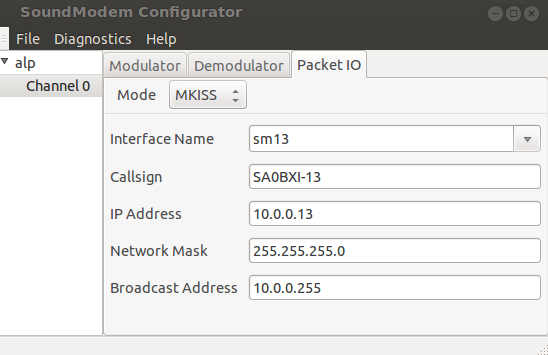 SoundModem Configurator
File Diagnostics Help
alp
Channel 0
Modulator Demodulator Packet IO
Mode MKISS
Interface Name sm13
Callsign SA0BXI-13
IP Address 10.0.0.13
Network Mask 255.255.255.0
Broadcast Address 10.0.0.255